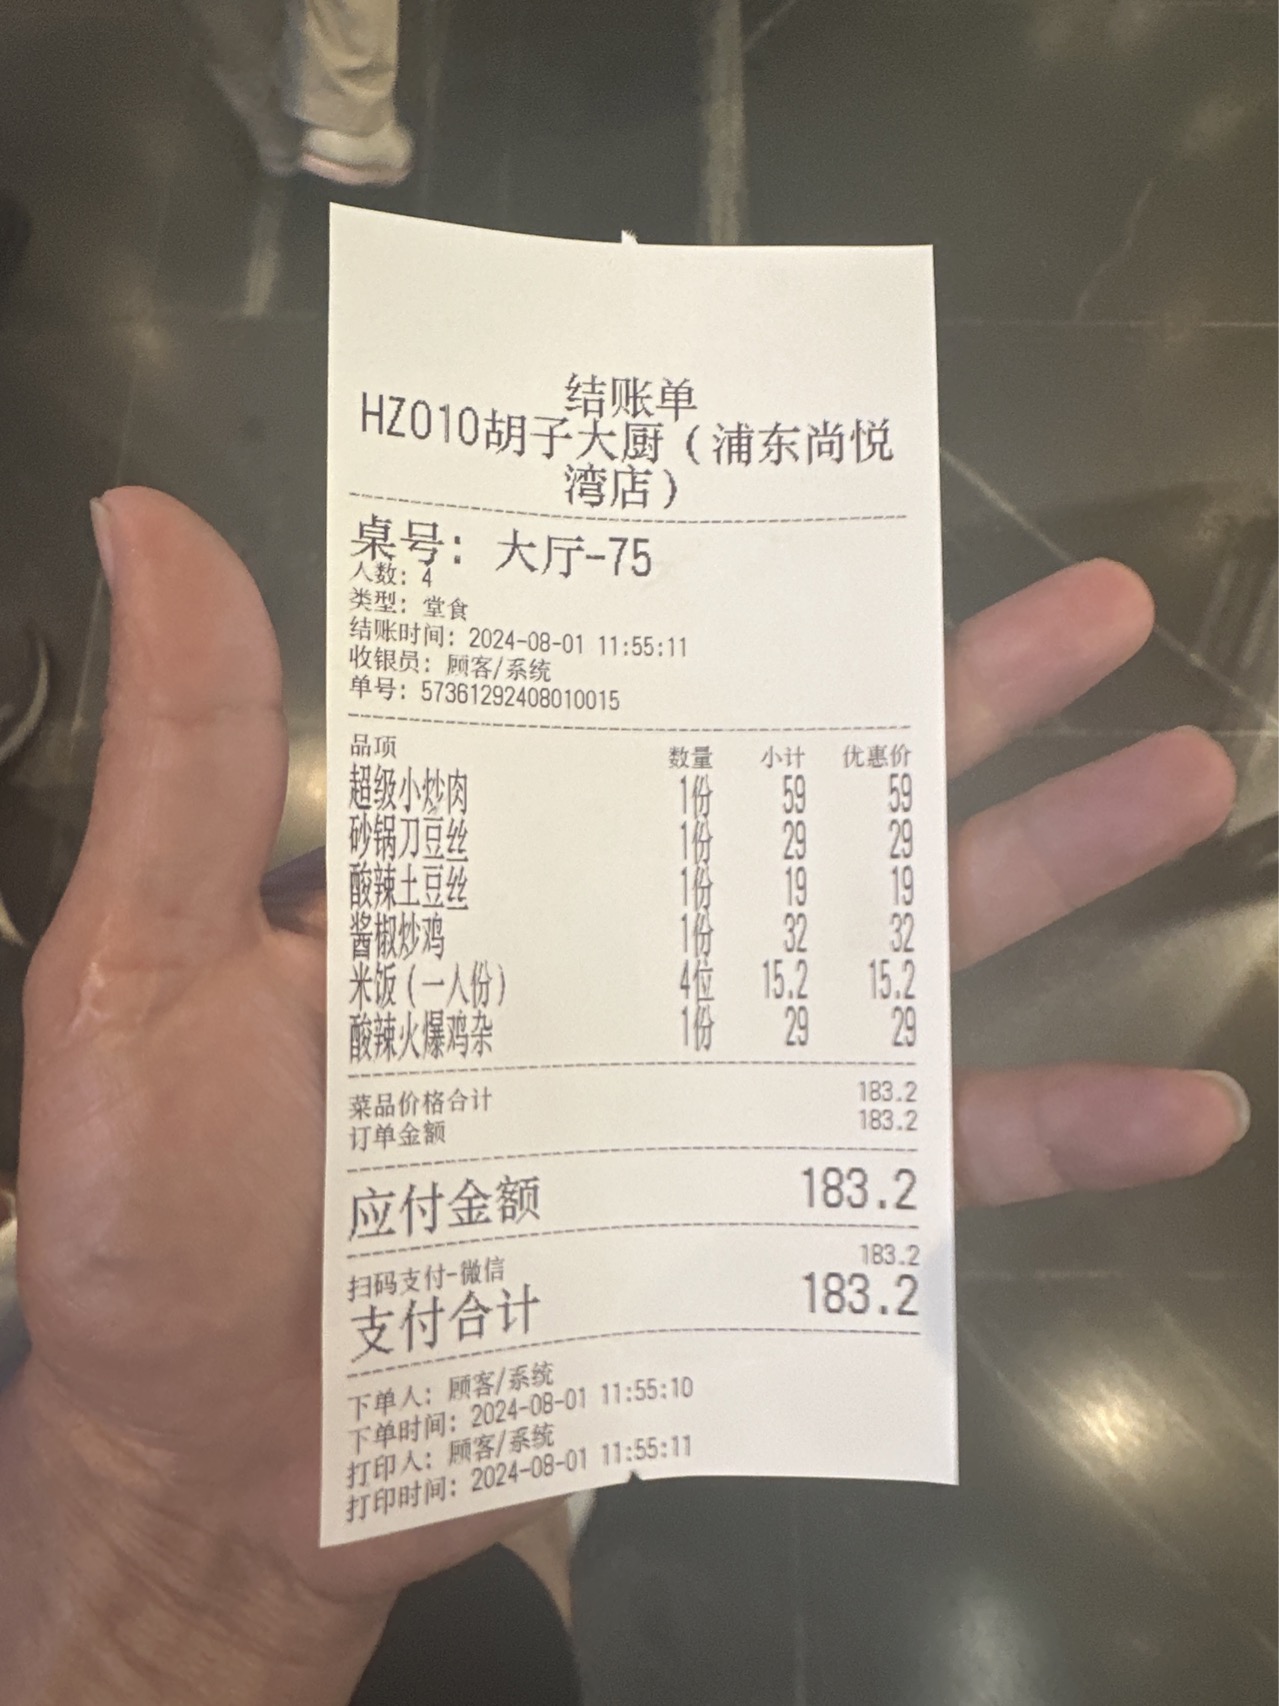 结账单
HZ010胡子大厨（浦东尚悦
湾店）
桌号：大厅-75
人数：4
类型：堂食
结账时间：2024-08-01 11:55:11
收银员：顾客/系统
单号：57361292408010015
品项 数量 小计 优惠价
超级小炒肉 1份 59 59
砂锅刀豆丝 1份 29 29
酸辣土豆丝 1份 19 19
酱椒炒鸡 1份 32 32
米饭（一人份） 4位 15.2 15.2
酸辣火爆鸡杂 1份 29 29
菜品价格合计 183.2
订单金额 183.2
应付金额 183.2
扫码支付-微信 183.2
支付合计 183.2
下单人：顾客/系统
下单时间：2024-08-01 11:55:10
打印人：顾客/系统
打印时间：2024-08-01 11:55:11